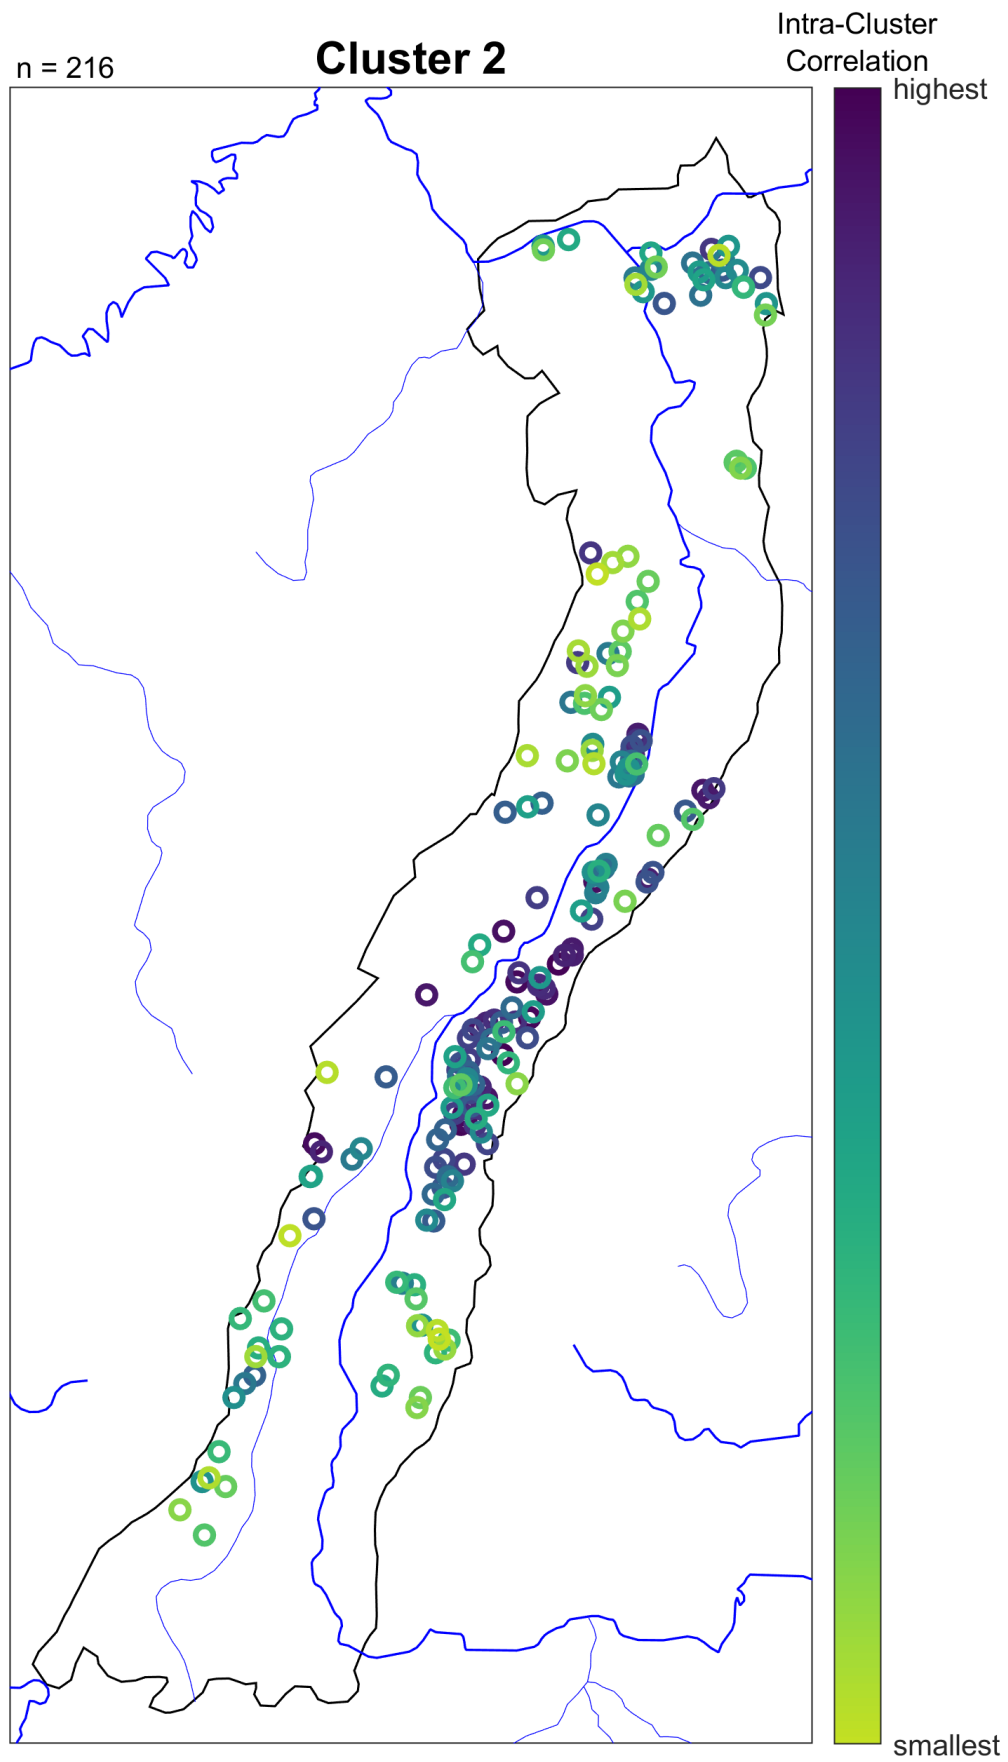 Intra-Cluster
Correlation
Cluster 2
n = 216
highest
smallest